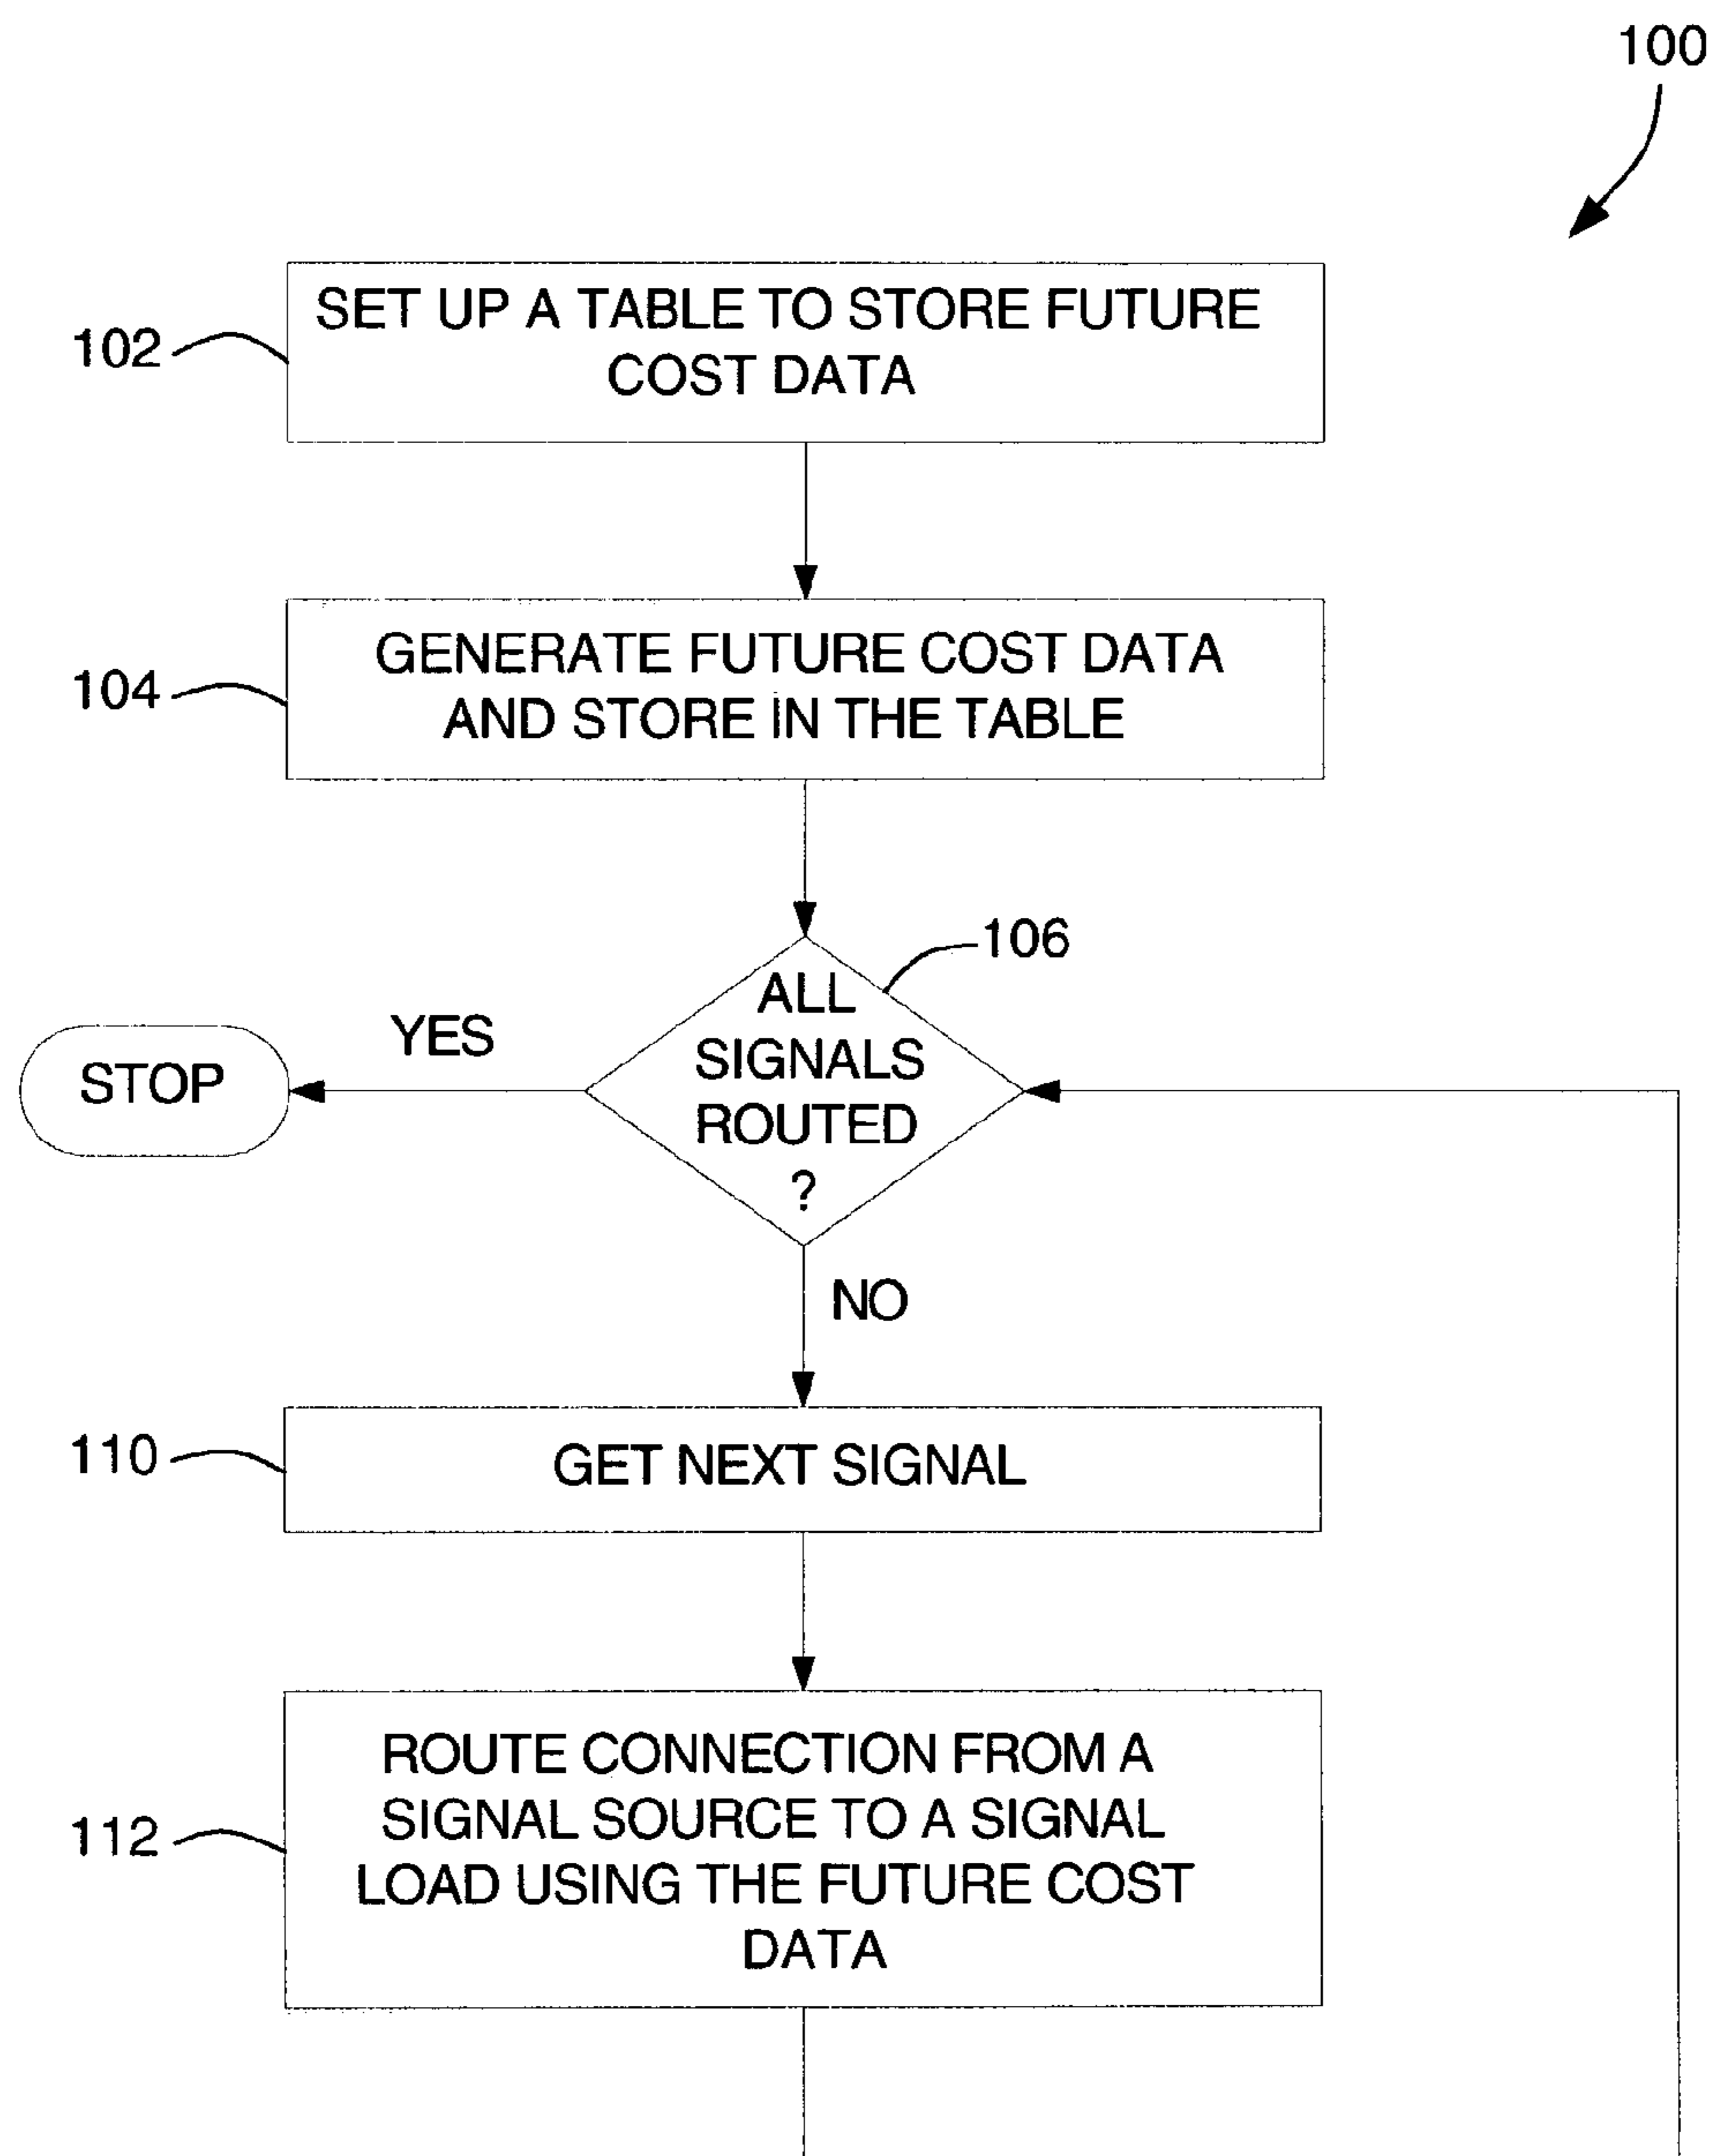 100
SET UP A TABLE TO STORE FUTURE
COST DATA
102
GENERATE FUTURE COST DATA
AND STORE IN THE TABLE
104
106
ALL
SIGNALS
ROUTED
?
YES
STOP
NO
110
GET NEXT SIGNAL
ROUTE CONNECTION FROM A
SIGNAL SOURCE TO A SIGNAL
LOAD USING THE FUTURE COST
DATA
112